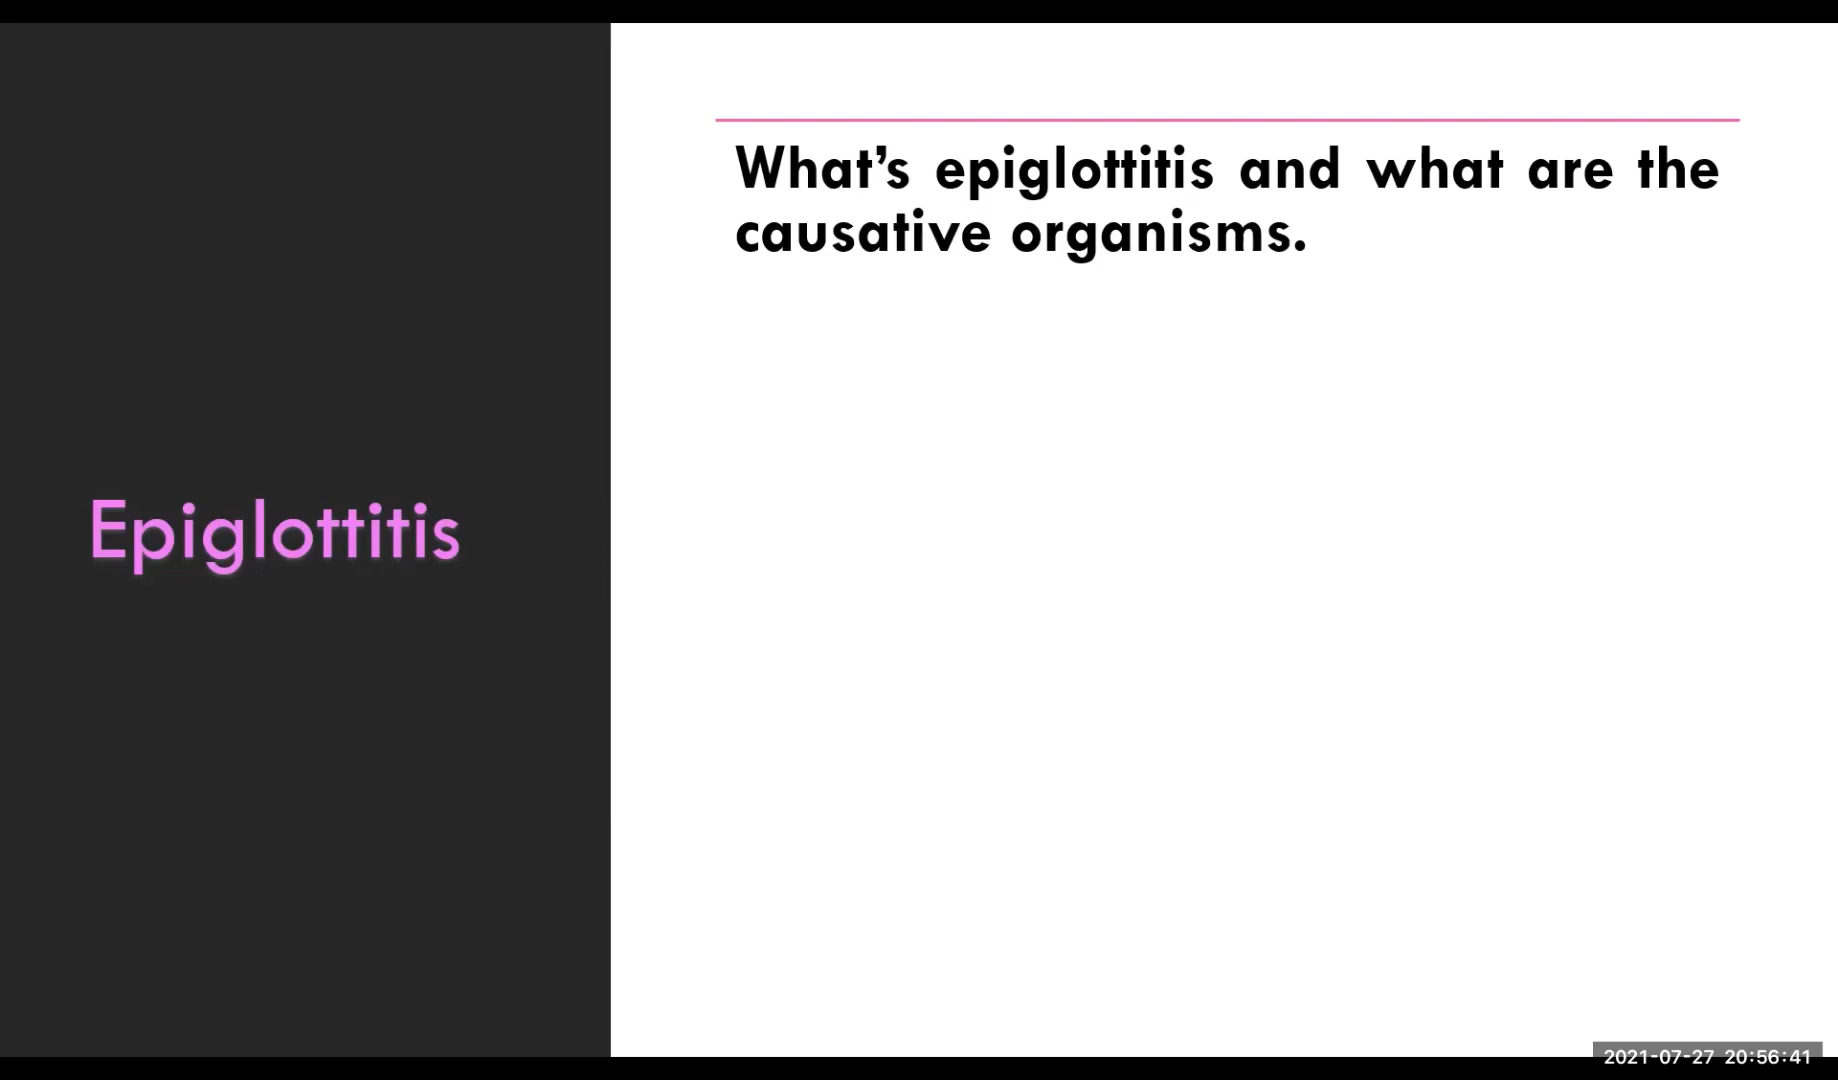 Epiglottitis
What’s epiglottitis and what are the
causative organisms.
2021-07-27 20:56:41